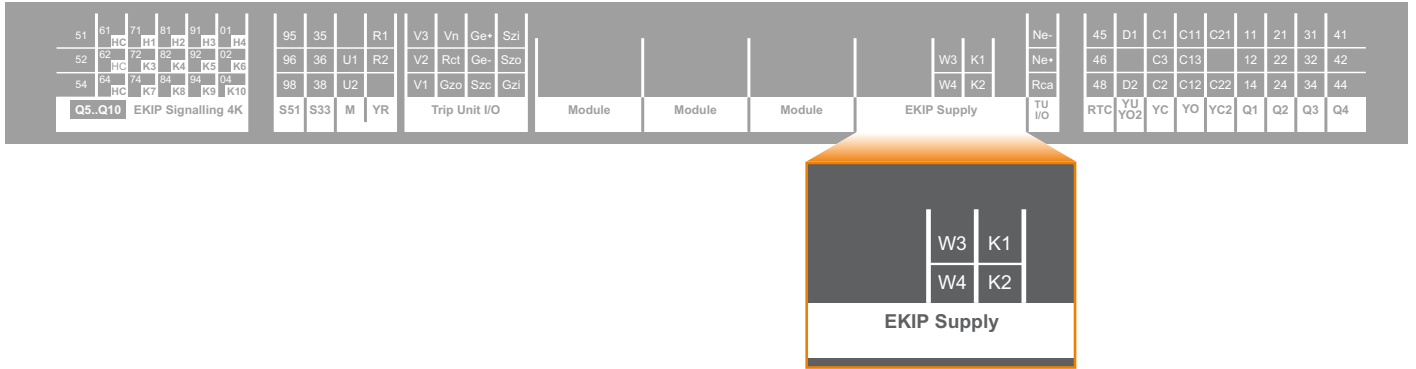 51 61 HC 71 H1 81 H2 91 H3 01 H4 95 35 R1 V3 Vn Ge+ Szi Ne- 45 D1 C1 C11 C21 11 21 31 41
52 62 HC 72 K3 82 K4 92 K5 02 K6 96 36 U1 R2 V2 Rct Ge- Szo W3 K1 Ne+ 46 C3 C13 12 22 32 42
54 64 HC 74 K7 84 K8 94 K9 04 K10 98 38 U2 V1 Gzo Szc Gzi W4 K2 Rca 48 D2 C2 C12 C22 14 24 34 44
Q5..Q10 EKIP Signalling 4K S51 S33 M YR Trip Unit I/O Module Module Module EKIP Supply TU I/O RTC YU YO2 YC YO YC2 Q1 Q2 Q3 Q4
W3 K1
W4 K2
EKIP Supply